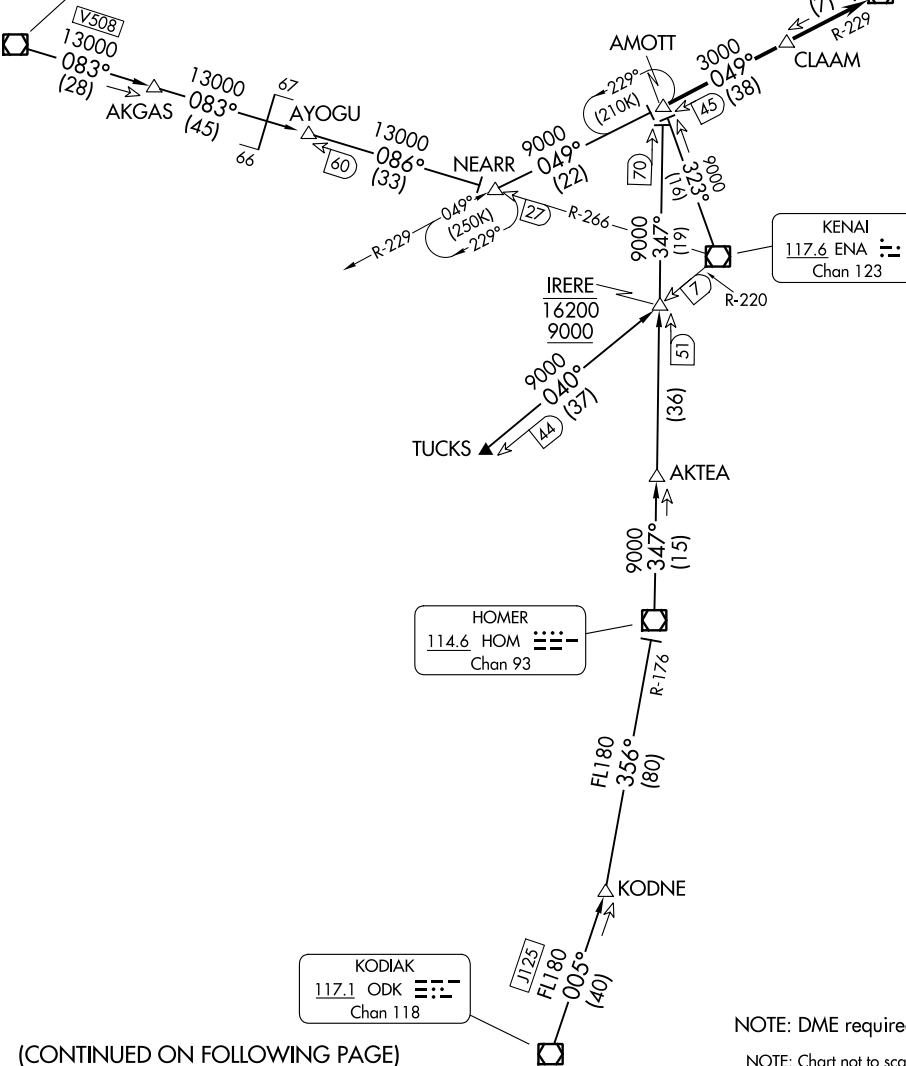 V508
13000
083°
(28)
AKGAS
13000
083°
(45)
67
66
AYOGU
60
13000
086°
(33)
NEARR
R-229
049°
(250K)
229°
27
R-266
9000
049°
(22)
229°
(210K)
AMOTT
3000
049°
(38)
45
CLAAM
R-229
70
9000
347°
(19)
9000
323°
(16)
KENAI
117.6 ENA
Chan 123
7
R-220
IRERE
16200
9000
51
9000
040°
(37)
44
TUCKS
(36)
AKTEA
9000
347°
(15)
HOMER
114.6 HOM
Chan 93
R-176
FL180
356°
(80)
KODNE
J125
FL180
005°
(40)
KODIAK
117.1 ODK
Chan 118
NOTE: DME require
NOTE: Chart not to sca
(CONTINUED ON FOLLOWING PAGE)